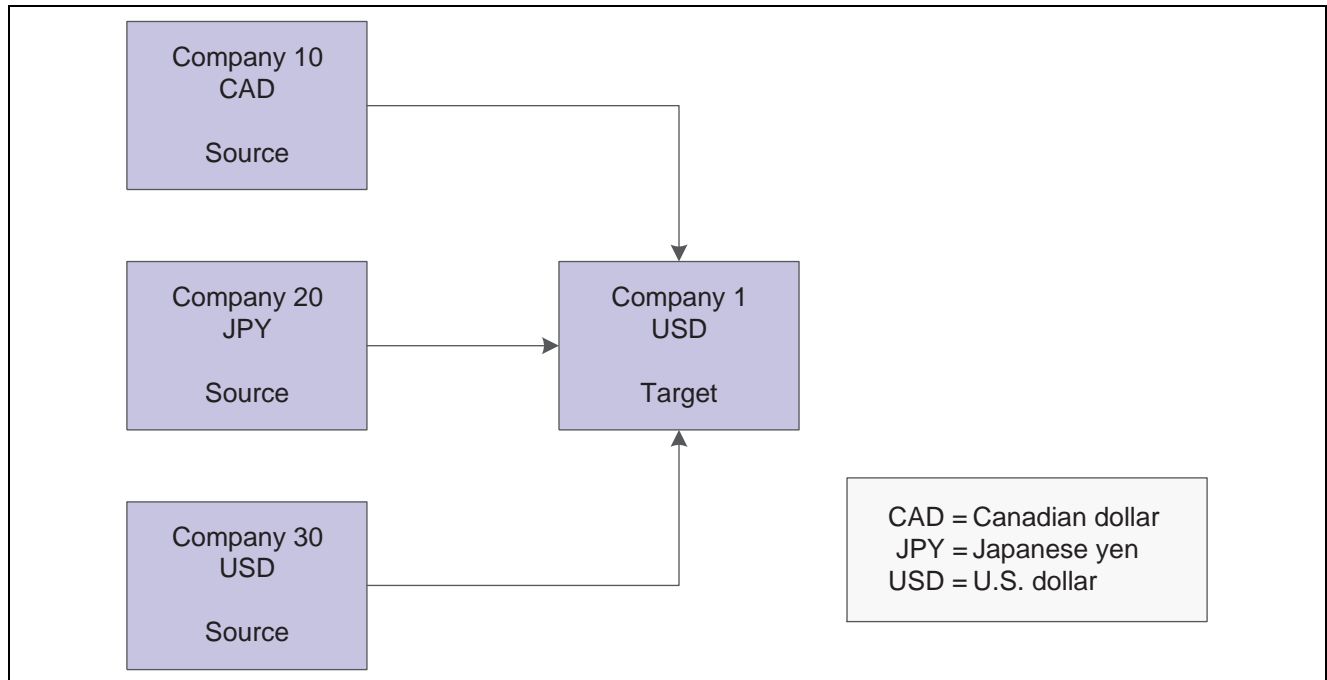 Company 10
CAD
Source
Company 20
JPY
Source
Company 1
USD
Target
Company 30
USD
Source
CAD = Canadian dollar
JPY = Japanese yen
USD = U.S. dollar